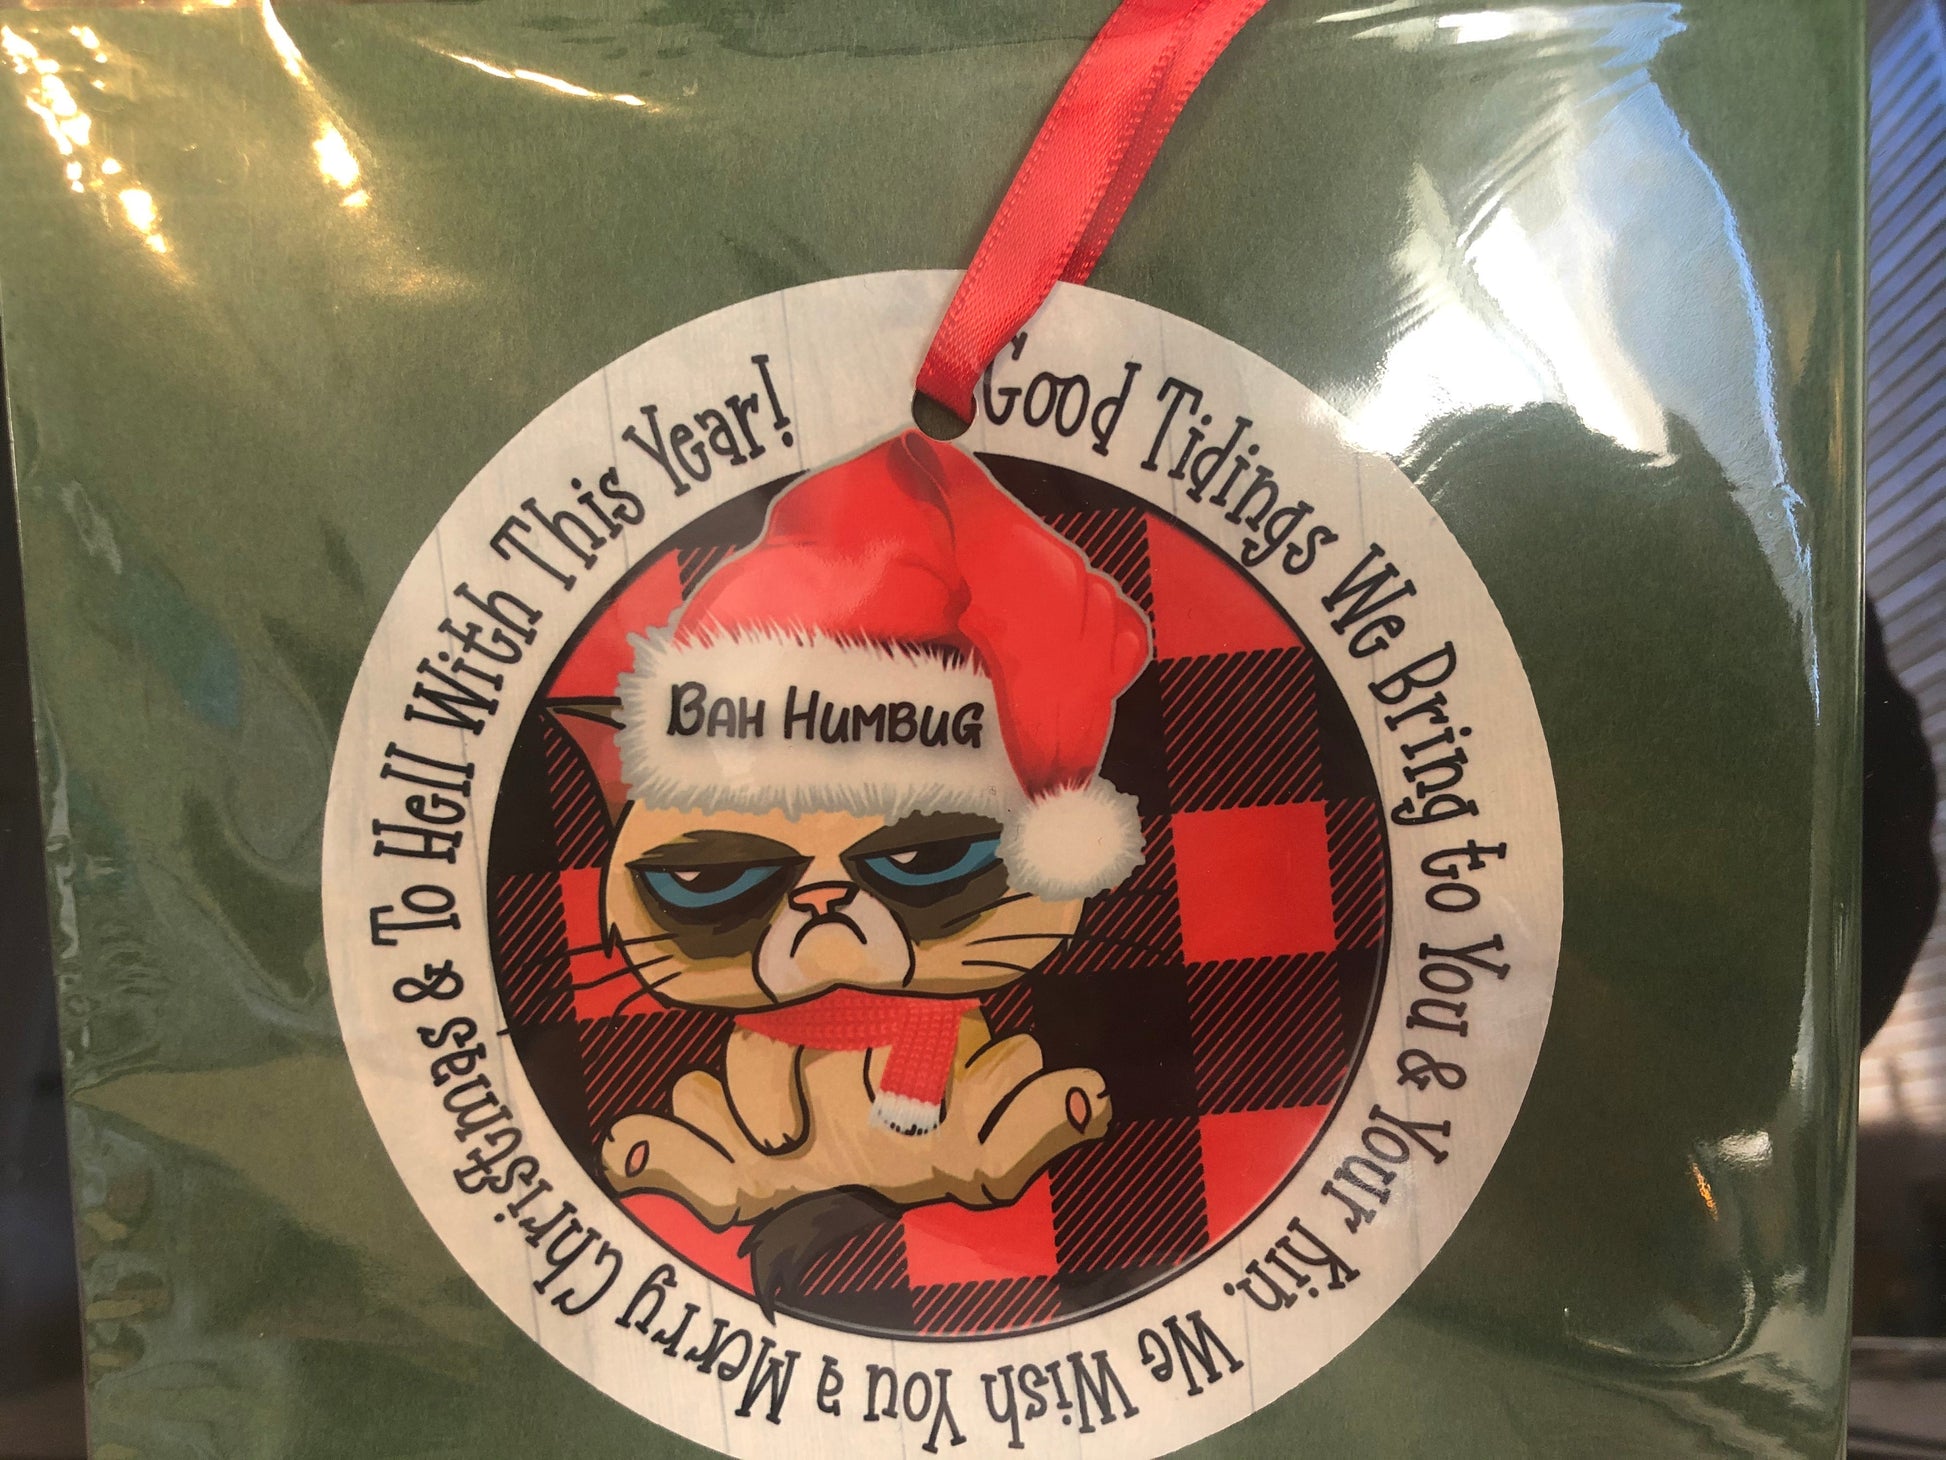 Good Tidings We Bring to You & Your Kin. We Wish You a Merry Christmas & To Hell With This Year!
BAH HUMBUG